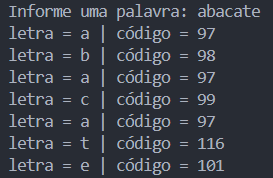 Informe uma palavra: abacate
letra = a | código = 97
letra = b | código = 98
letra = a | código = 97
letra = c | código = 99
letra = a | código = 97
letra = t | código = 116
letra = e | código = 101